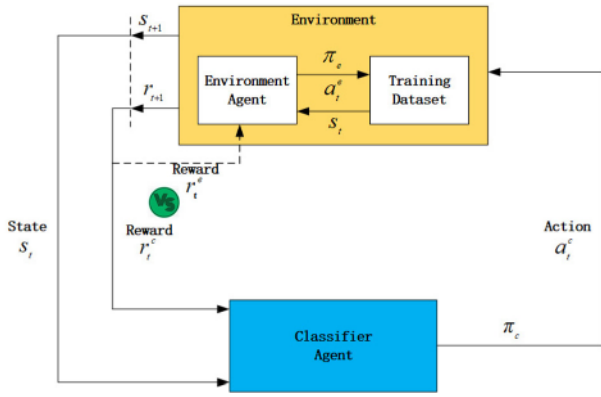 Environment
s_{t+1}
r_{t+1}
Environment
Agent
π_e
a_t^e
s_t
Training
Dataset
Reward
r_t^e
VS
Reward
r_t^c
State
s_t
Action
a_t^c
Classifier
Agent
π_c